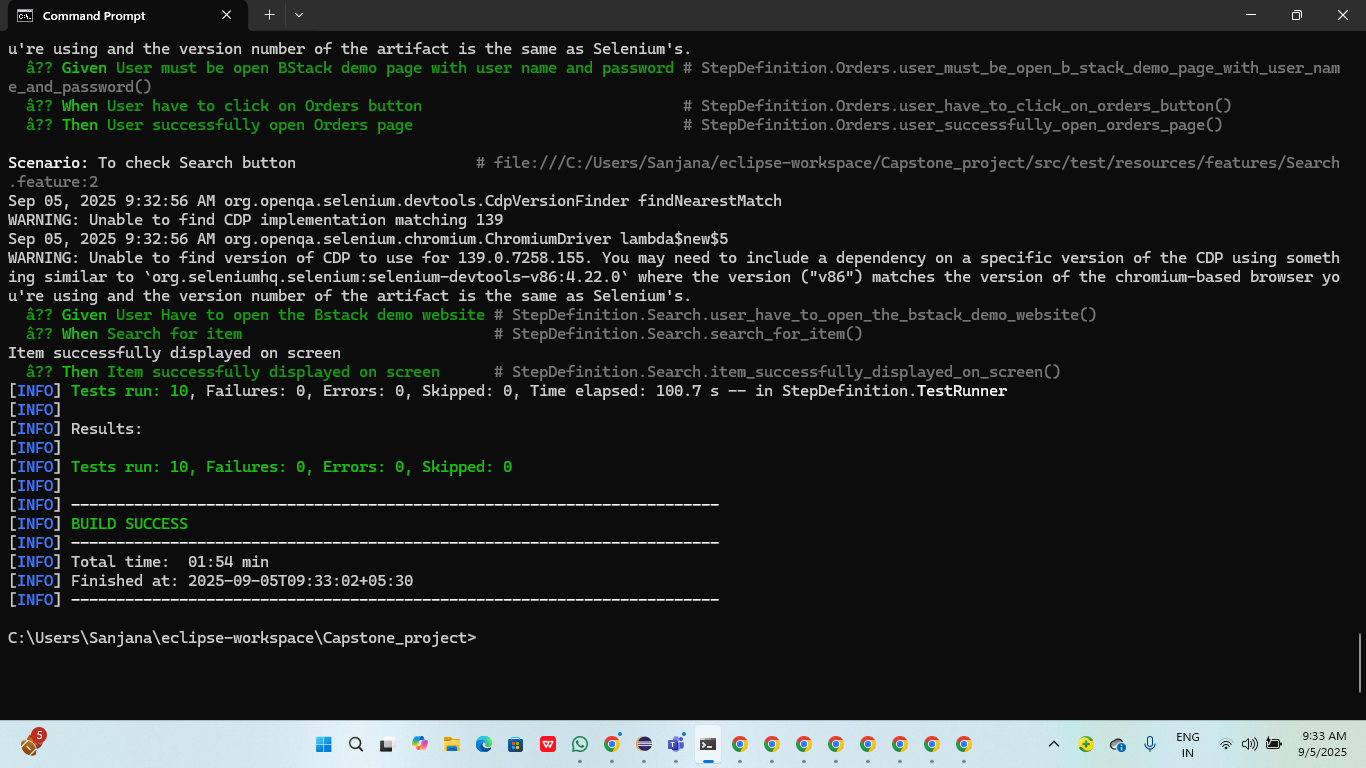 Command Prompt
u're using and the version number of the artifact is the same as Selenium's.
â?? Given User must be open BStack demo page with user name and password # StepDefinition.Orders.user_must_be_open_b_stack_demo_page_with_user_nam
e_and_password()
â?? When User have to click on Orders button # StepDefinition.Orders.user_have_to_click_on_orders_button()
â?? Then User successfully open Orders page # StepDefinition.Orders.user_successfully_open_orders_page()
Scenario: To check Search button # file:///C:/Users/Sanjana/eclipse-workspace/Capstone_project/src/test/resources/features/Search
.feature:2
Sep 05, 2025 9:32:56 AM org.openqa.selenium.devtools.CdpVersionFinder findNearestMatch
WARNING: Unable to find CDP implementation matching 139
Sep 05, 2025 9:32:56 AM org.openqa.selenium.chromium.ChromiumDriver lambda$new$5
WARNING: Unable to find version of CDP to use for 139.0.7258.155. You may need to include a dependency on a specific version of the CDP using someth
ing similar to `org.seleniumhq.selenium:selenium-devtools-v86:4.22.0` where the version ("v86") matches the version of the chromium-based browser yo
u're using and the version number of the artifact is the same as Selenium's.
â?? Given User Have to open the Bstack demo website # StepDefinition.Search.user_have_to_open_the_bstack_demo_website()
â?? When Search for item # StepDefinition.Search.search_for_item()
Item successfully displayed on screen
â?? Then Item successfully displayed on screen # StepDefinition.Search.item_successfully_displayed_on_screen()
[INFO] Tests run: 10, Failures: 0, Errors: 0, Skipped: 0, Time elapsed: 100.7 s -- in StepDefinition.TestRunner
[INFO]
[INFO] Results:
[INFO]
[INFO] Tests run: 10, Failures: 0, Errors: 0, Skipped: 0
[INFO]
[INFO] ------------------------------------------------------------------------
[INFO] BUILD SUCCESS
[INFO] ------------------------------------------------------------------------
[INFO] Total time:  01:54 min
[INFO] Finished at: 2025-09-05T09:33:02+05:30
[INFO] ------------------------------------------------------------------------
C:\Users\Sanjana\eclipse-workspace\Capstone_project>
5
ENG
IN
9:33 AM
9/5/2025